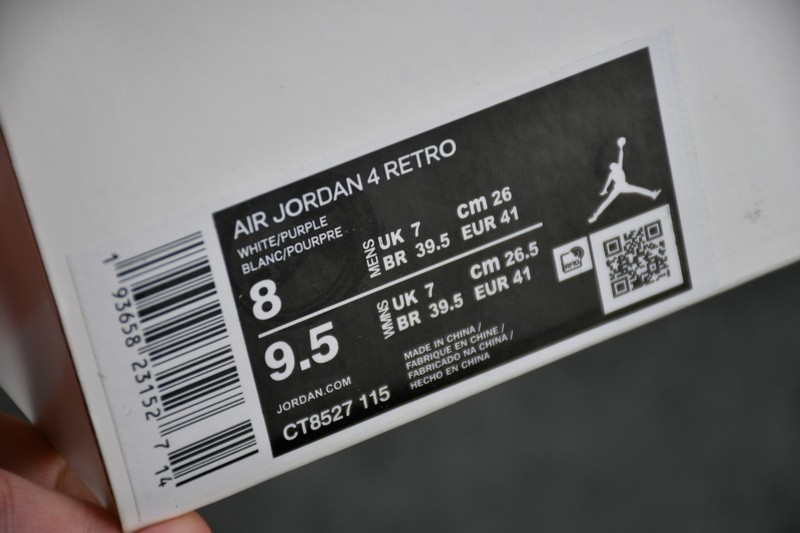 AIR JORDAN 4 RETRO
WHITE/PURPLE
BLANC/POURPRE
8
MENS
UK 7 cm 26
BR 39.5 EUR 41
9.5
WMNS
UK 7 cm 26.5
BR 39.5 EUR 41
JORDAN.COM
MADE IN CHINA /
FABRIQUE EN CHINE /
FABRICADO NA CHINA /
HECHO EN CHINA
CT8527 115
RFID
1 93658 23152 7 14